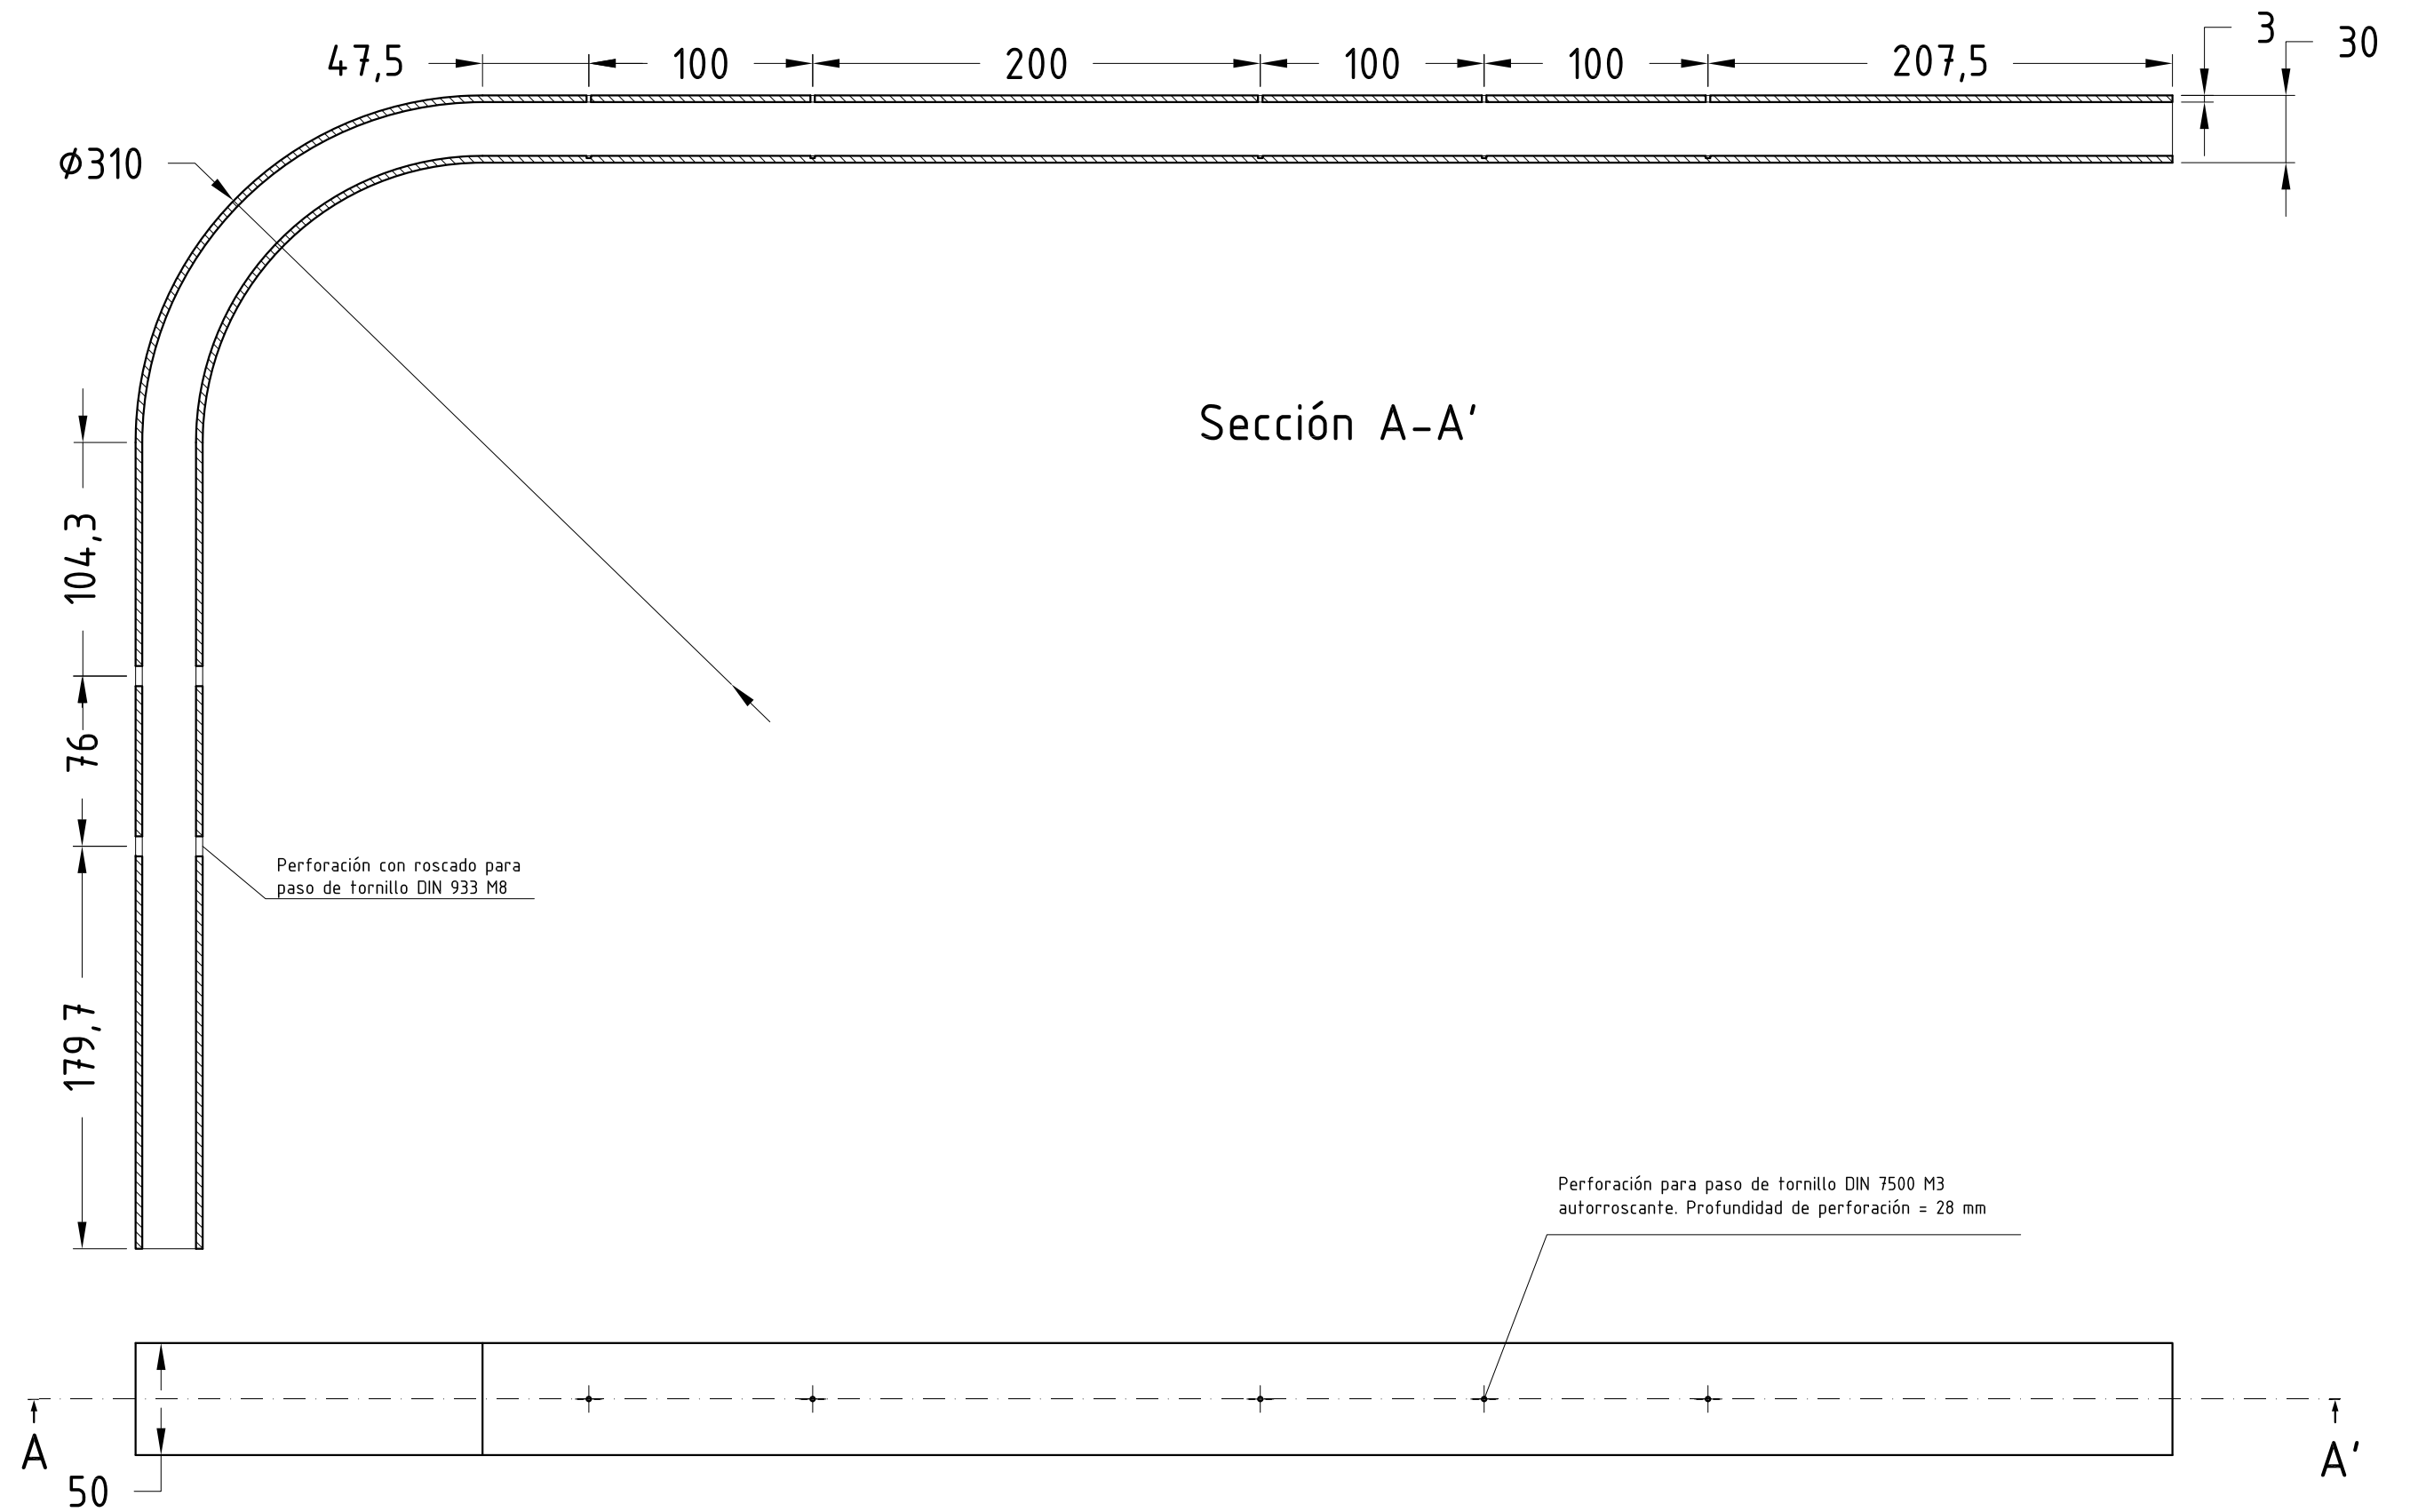 47,5
100
200
100
100
207,5
3
30
⌀310
Sección A-A'
104,3
76
Perforación con roscado para
paso de tornillo DIN 933 M8
179,7
Perforación para paso de tornillo DIN 7500 M3
autorroscante. Profundidad de perforación = 28 mm
A
A'
50